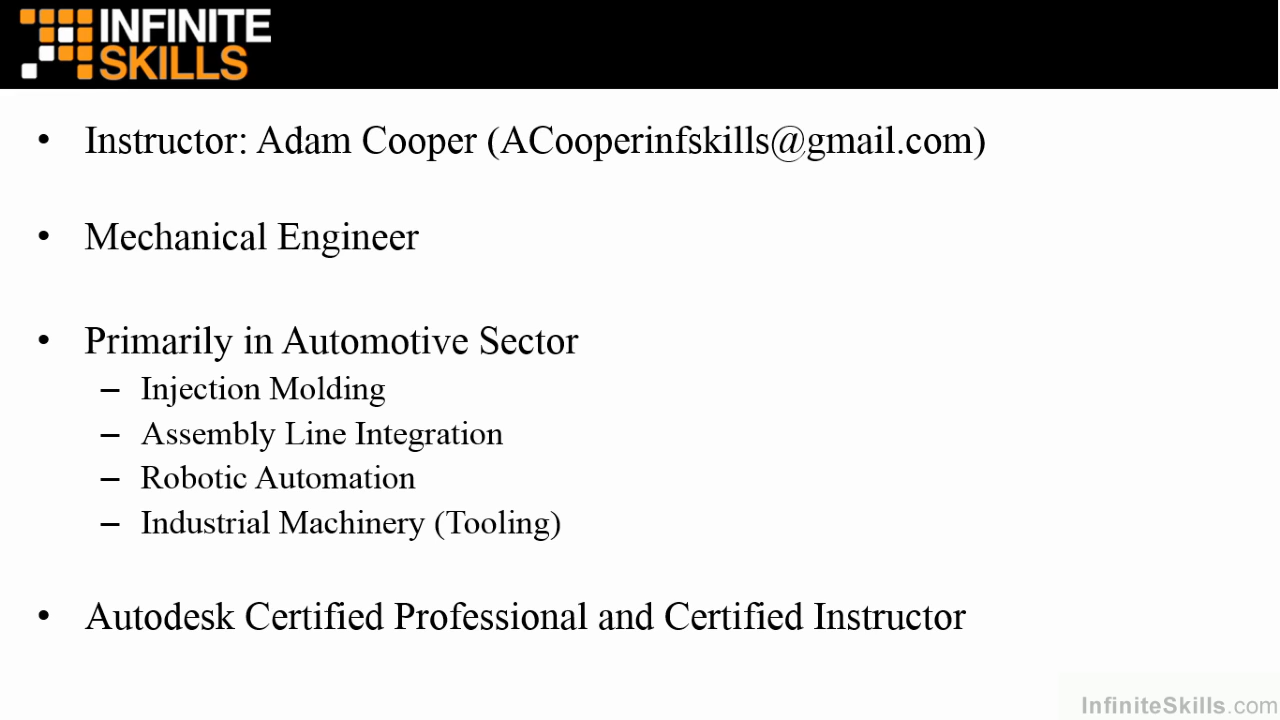 INFINITE
SKILLS
• Instructor: Adam Cooper (ACooperinfskills@gmail.com)
• Mechanical Engineer
• Primarily in Automotive Sector
– Injection Molding
– Assembly Line Integration
– Robotic Automation
– Industrial Machinery (Tooling)
• Autodesk Certified Professional and Certified Instructor
InfiniteSkills.com